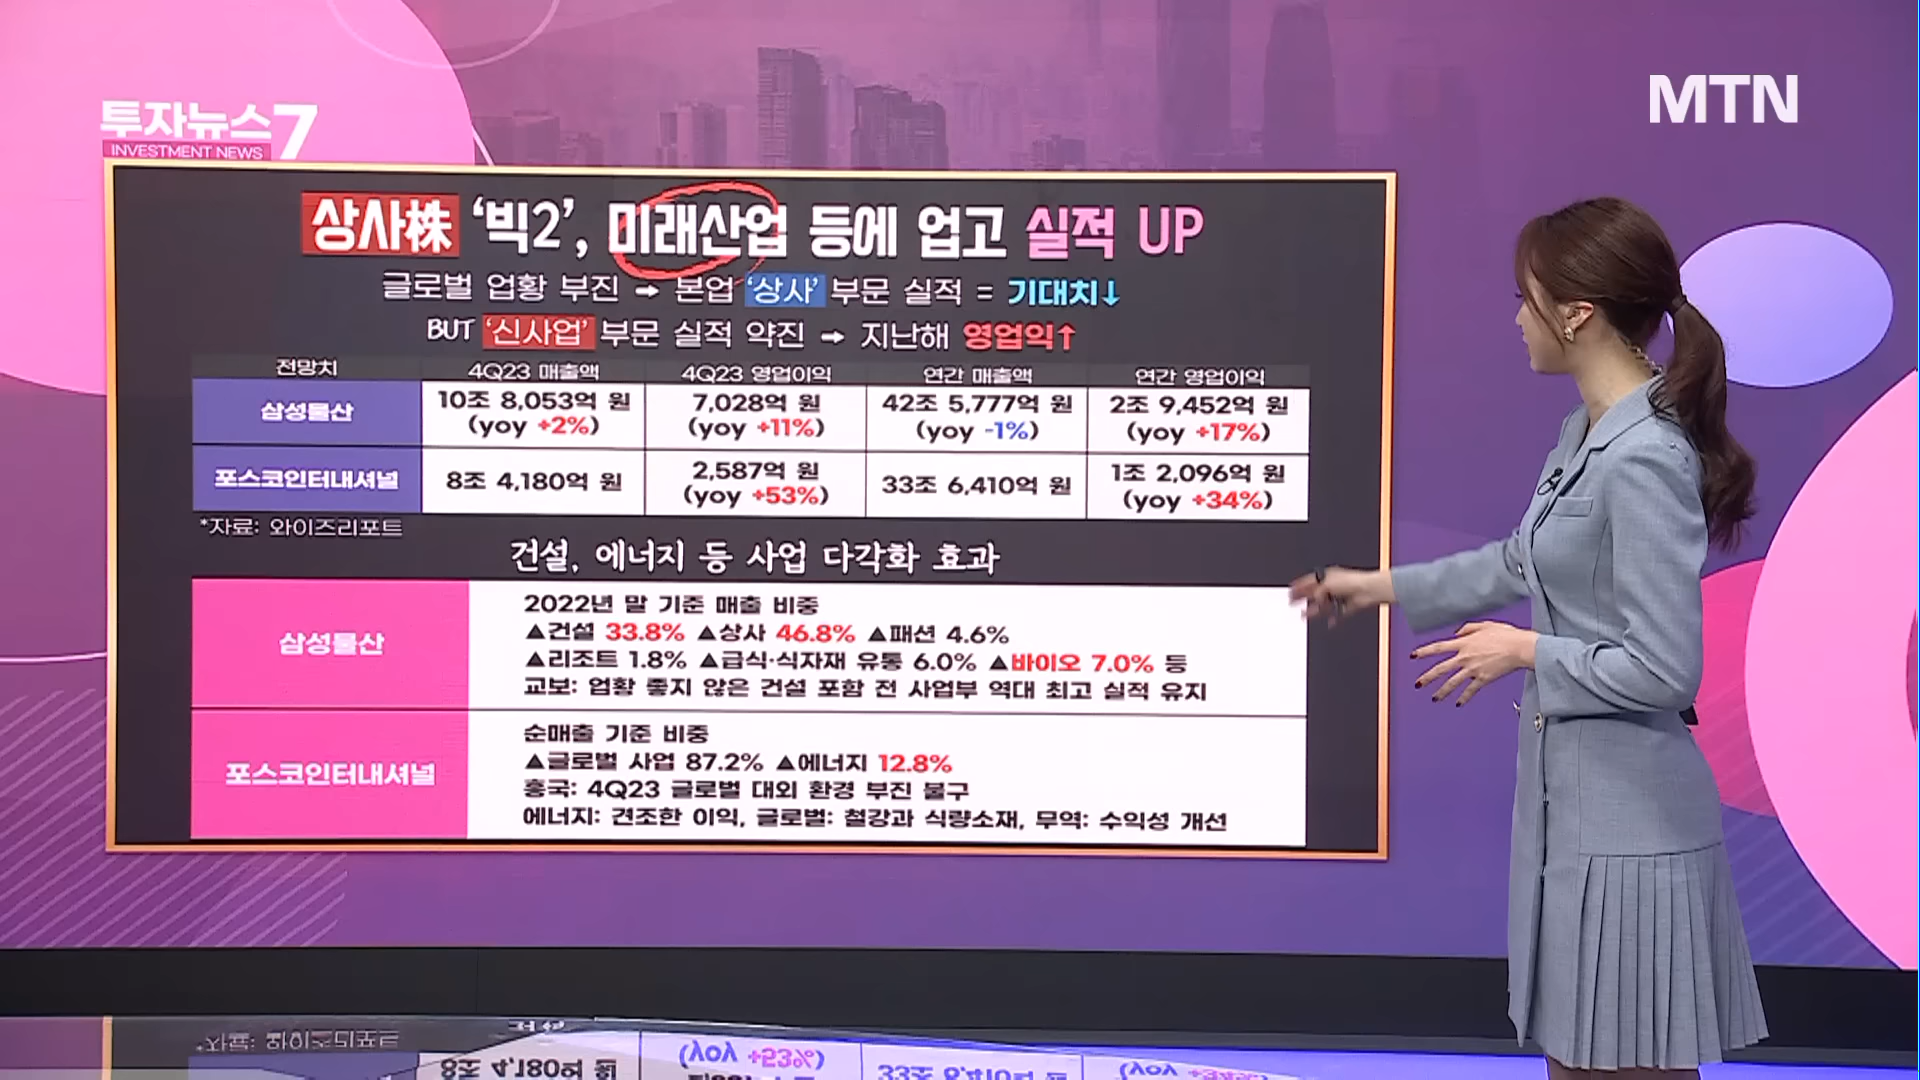 투자뉴스7
INVESTMENT NEWS
MTN
상사株 '빅2', 미래산업 등에 업고 실적 UP
글로벌 업황 부진 → 본업 '상사' 부문 실적 = 기대치↓
BUT '신사업' 부문 실적 약진 → 지난해 영업익↑
전망치 4Q23 매출액 4Q23 영업이익 연간 매출액 연간 영업이익
삼성물산 10조 8,053억 원 (yoy +2%) 7,028억 원 (yoy +11%) 42조 5,777억 원 (yoy -1%) 2조 9,452억 원 (yoy +17%)
포스코인터내셔널 8조 4,180억 원 2,587억 원 (yoy +53%) 33조 6,410억 원 1조 2,096억 원 (yoy +34%)
*자료: 와이즈리포트
건설, 에너지 등 사업 다각화 효과
삼성물산
2022년 말 기준 매출 비중
▲건설 33.8% ▲상사 46.8% ▲패션 4.6%
▲리조트 1.8% ▲급식·식자재 유통 6.0% ▲바이오 7.0% 등
교보: 업황 좋지 않은 건설 포함 전 사업부 역대 최고 실적 유지
포스코인터내셔널
순매출 기준 비중
▲글로벌 사업 87.2% ▲에너지 12.8%
흥국: 4Q23 글로벌 대외 환경 부진 불구
에너지: 견조한 이익, 글로벌: 철강과 식량소재, 무역: 수익성 개선